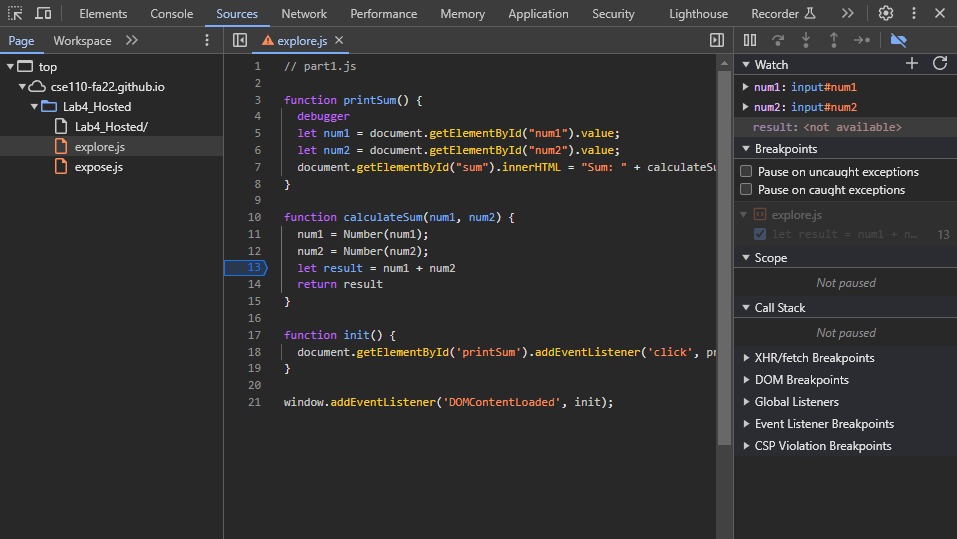 Elements Console Sources Network Performance Memory Application Security Lighthouse Recorder
Page Workspace
explore.js
top
cse110-fa22.github.io
Lab4_Hosted
Lab4_Hosted/
explore.js
expose.js
1 // part1.js
2
3 function printSum() {
4 debugger
5 let num1 = document.getElementById("num1").value;
6 let num2 = document.getElementById("num2").value;
7 document.getElementById("sum").innerHTML = "Sum: " + calculateSu
8 }
9
10 function calculateSum(num1, num2) {
11 num1 = Number(num1);
12 num2 = Number(num2);
13 let result = num1 + num2
14 return result
15 }
16
17 function init() {
18 document.getElementById('printSum').addEventListener('click', pr
19 }
20
21 window.addEventListener('DOMContentLoaded', init);
Watch
num1: input#num1
num2: input#num2
result: <not available>
Breakpoints
Pause on uncaught exceptions
Pause on caught exceptions
explore.js
let result = num1 + n… 13
Scope
Not paused
Call Stack
Not paused
XHR/fetch Breakpoints
DOM Breakpoints
Global Listeners
Event Listener Breakpoints
CSP Violation Breakpoints